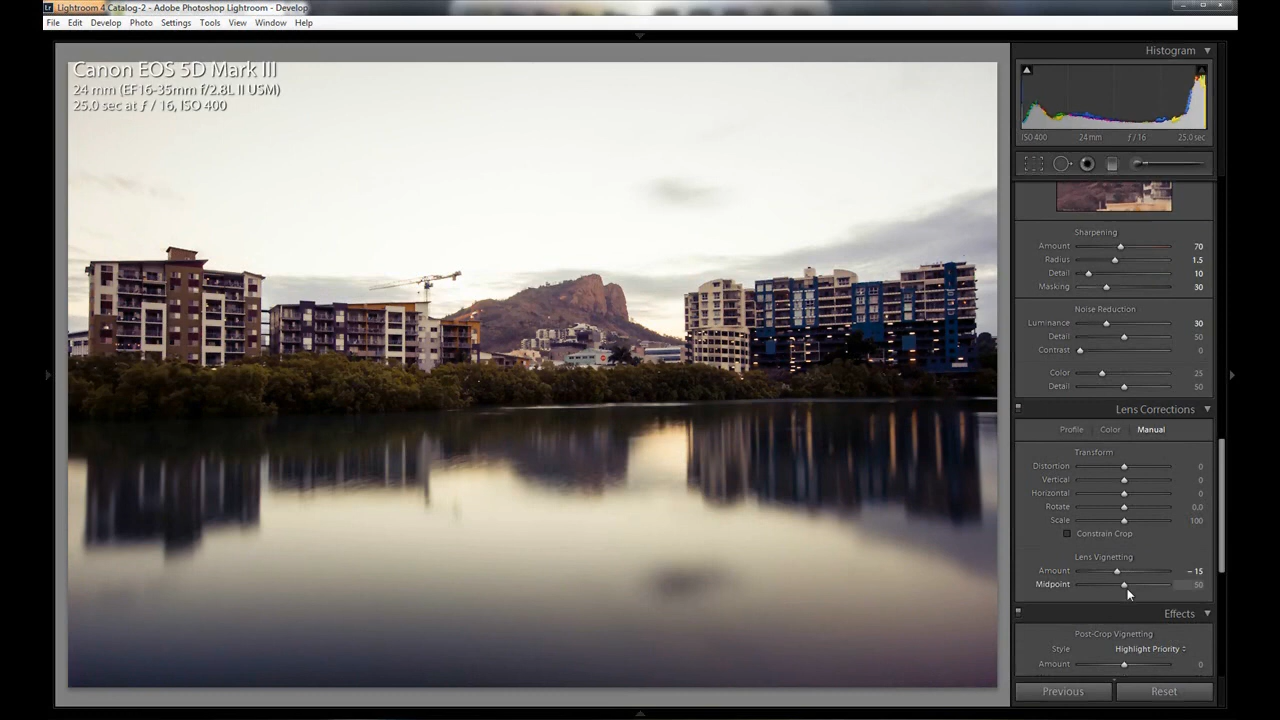 Lr Lightroom 4 Catalog-2 - Adobe Photoshop Lightroom - Develop
File Edit Develop Photo Settings Tools View Window Help
Histogram
Canon EOS 5D Mark III
24 mm (EF16-35mm f/2.8L II USM)
25.0 sec at ƒ / 16, ISO 400
ISO 400 24 mm ƒ / 16 25.0 sec
Sharpening
Amount 70
Radius 1.5
Detail 10
Masking 30
Noise Reduction
Luminance 30
Detail 50
Contrast 0
Color 25
Detail 50
Lens Corrections
Profile Color Manual
Transform
Distortion 0
Vertical 0
Horizontal 0
Rotate 0.0
Scale 100
Constrain Crop
Lens Vignetting
Amount – 15
Midpoint 50
Effects
Post-Crop Vignetting
Style Highlight Priority
Amount 0
Previous Reset